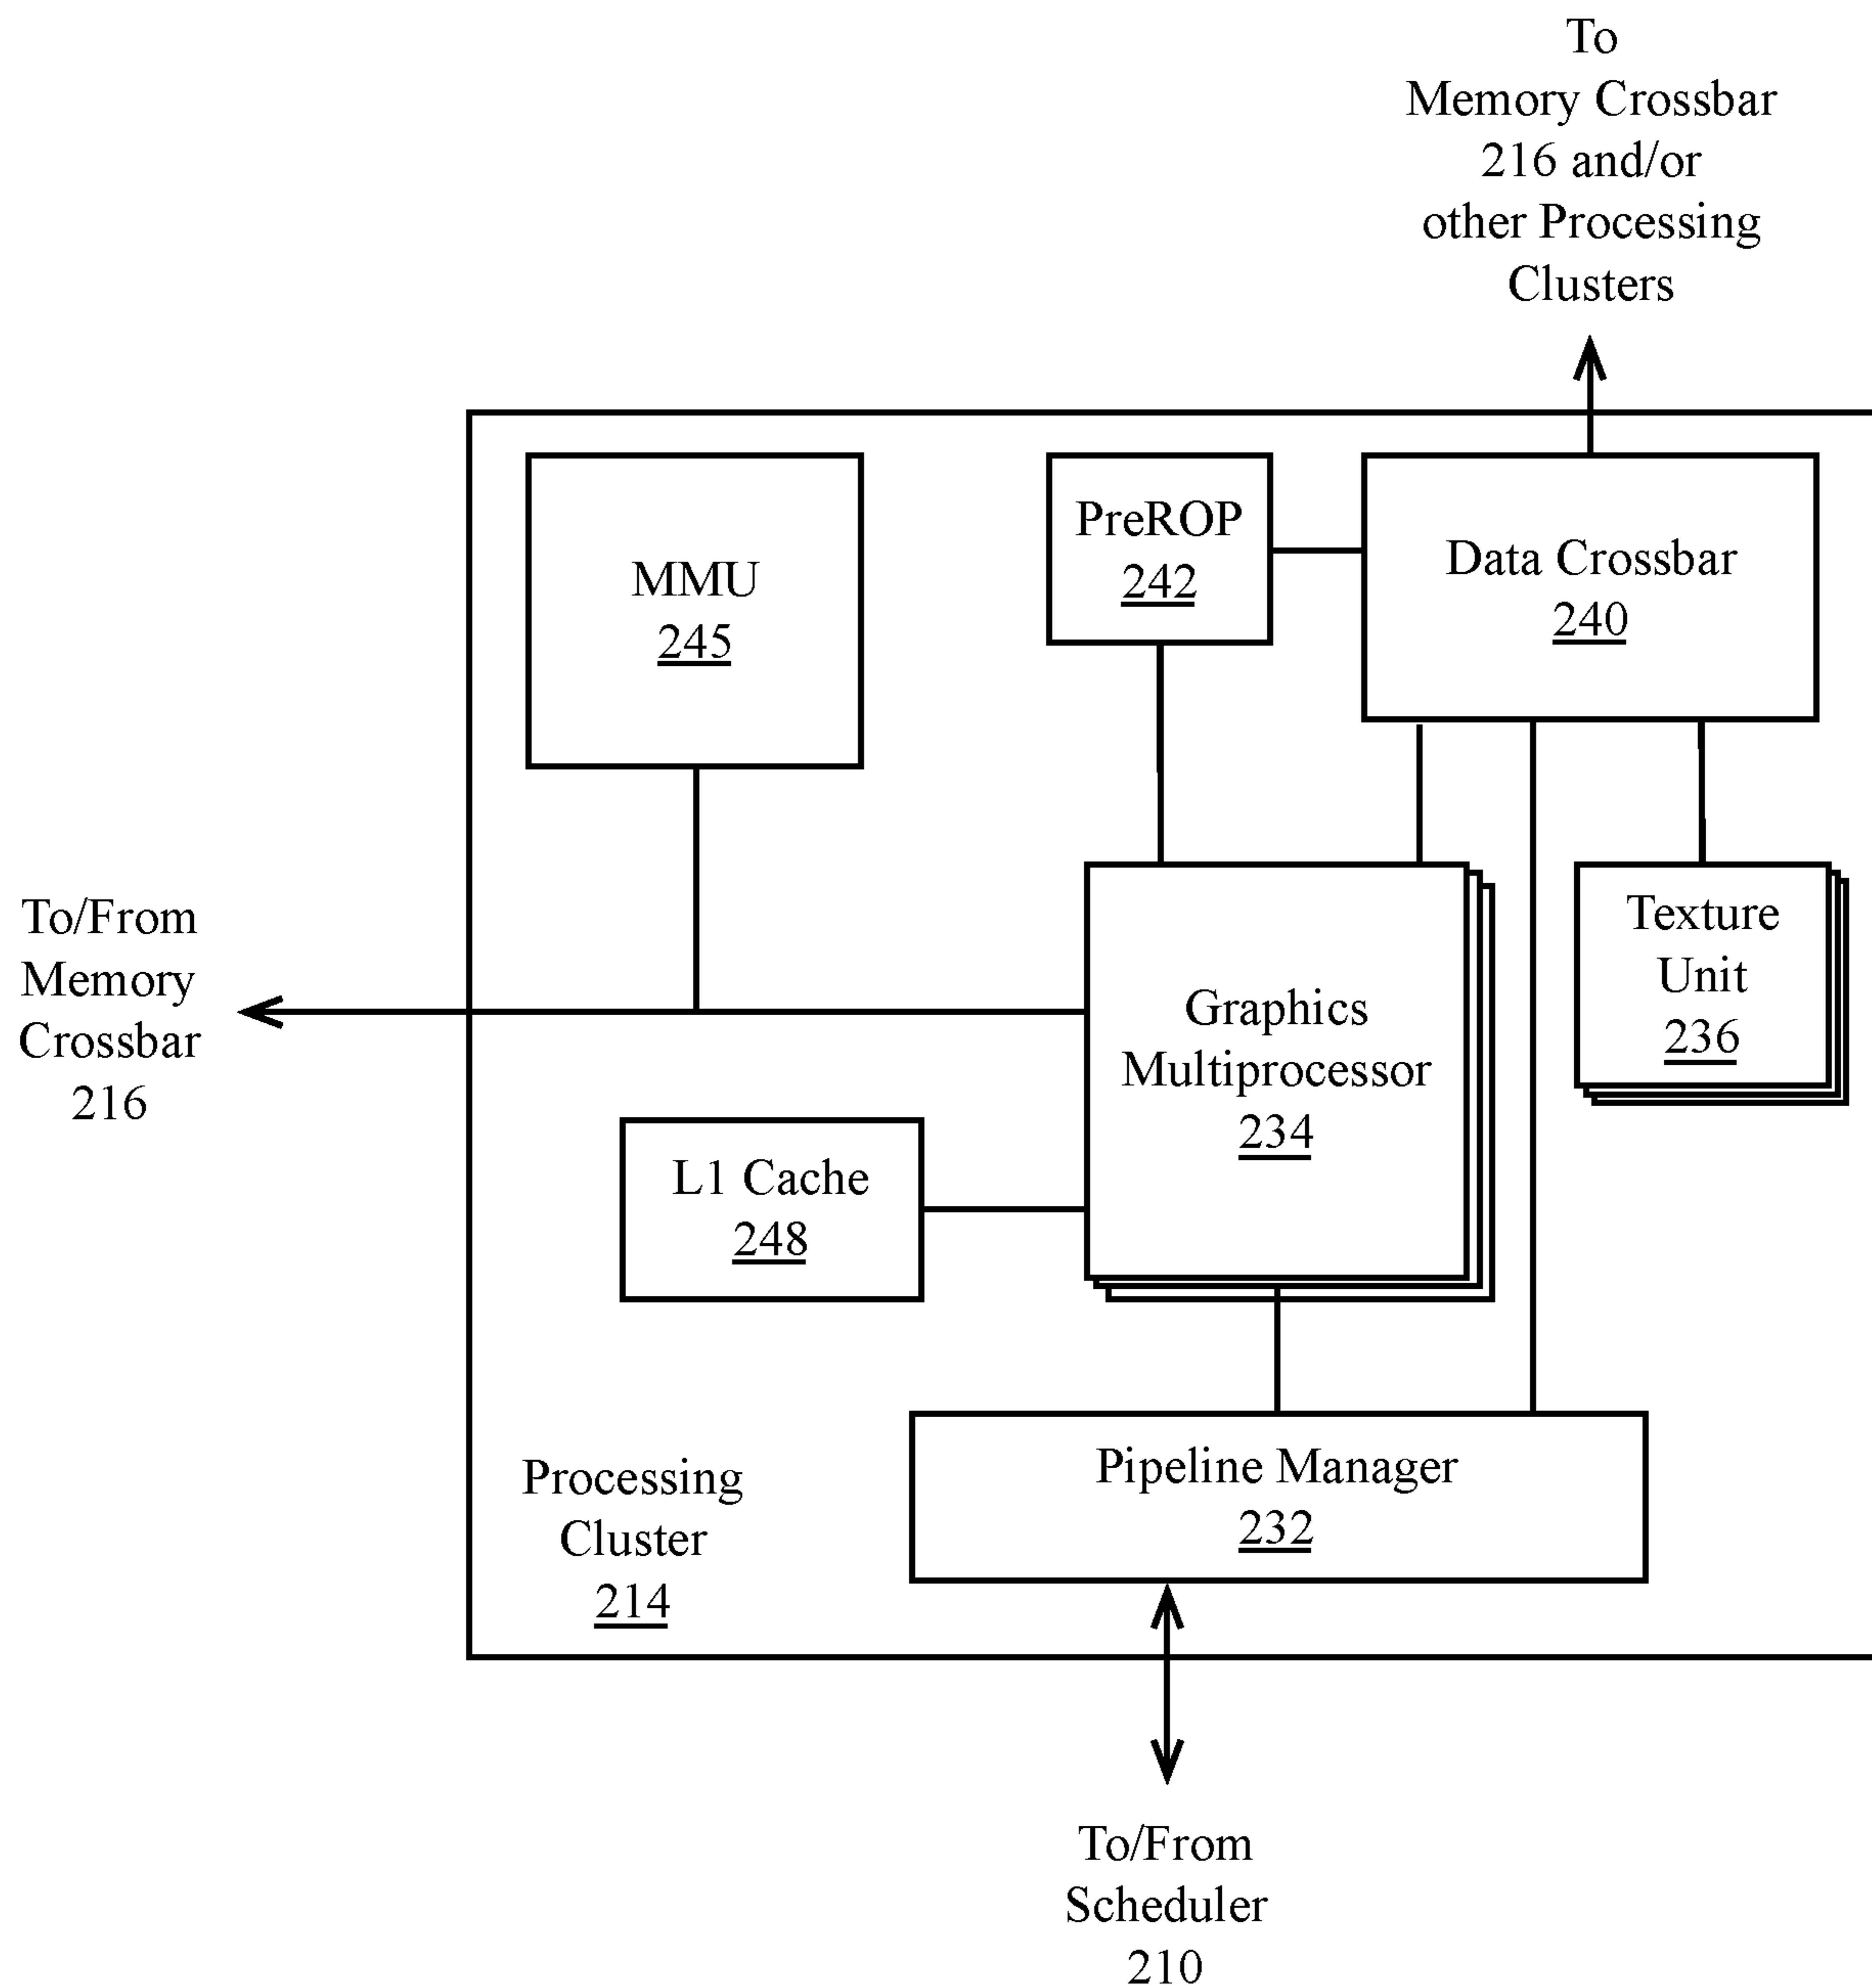 To
Memory Crossbar
216 and/or
other Processing
Clusters
MMU
245
PreROP
242
Data Crossbar
240
To/From
Memory
Crossbar
216
Graphics
Multiprocessor
234
Texture
Unit
236
L1 Cache
248
Processing
Cluster
214
Pipeline Manager
232
To/From
Scheduler
210